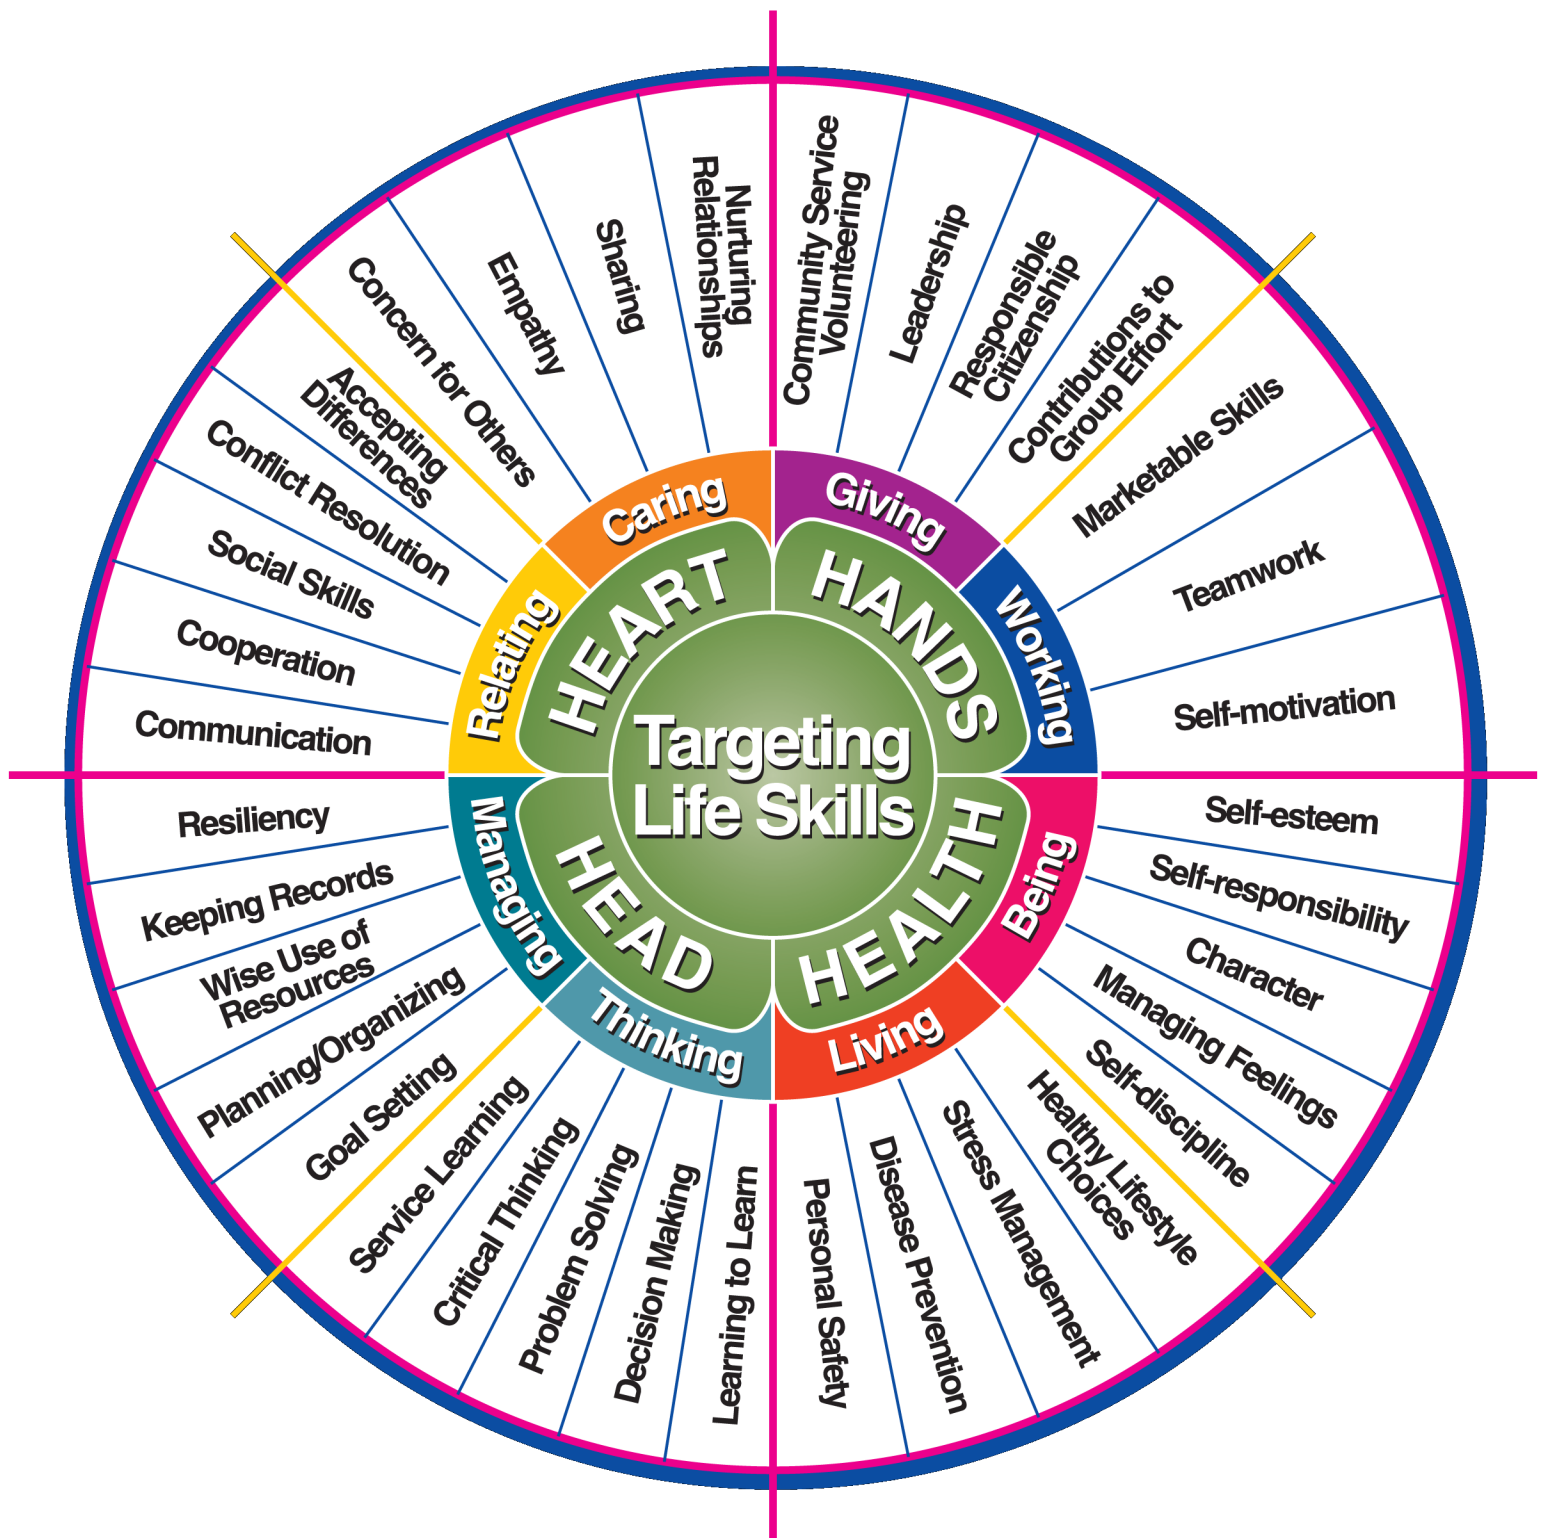 Targeting
Life Skills
HEART
HANDS
HEALTH
HEAD
Caring
Giving
Working
Being
Living
Thinking
Managing
Relating
Nurturing
Relationships
Sharing
Empathy
Concern for Others
Community Service
Volunteering
Leadership
Responsible
Citizenship
Contributions to
Group Effort
Marketable Skills
Teamwork
Self-motivation
Self-esteem
Self-responsibility
Character
Managing Feelings
Self-discipline
Healthy Lifestyle
Choices
Stress Management
Disease Prevention
Personal Safety
Learning to Learn
Decision Making
Problem Solving
Critical Thinking
Service Learning
Goal Setting
Planning/Organizing
Wise Use of
Resources
Keeping Records
Resiliency
Communication
Cooperation
Social Skills
Conflict Resolution
Accepting
Differences